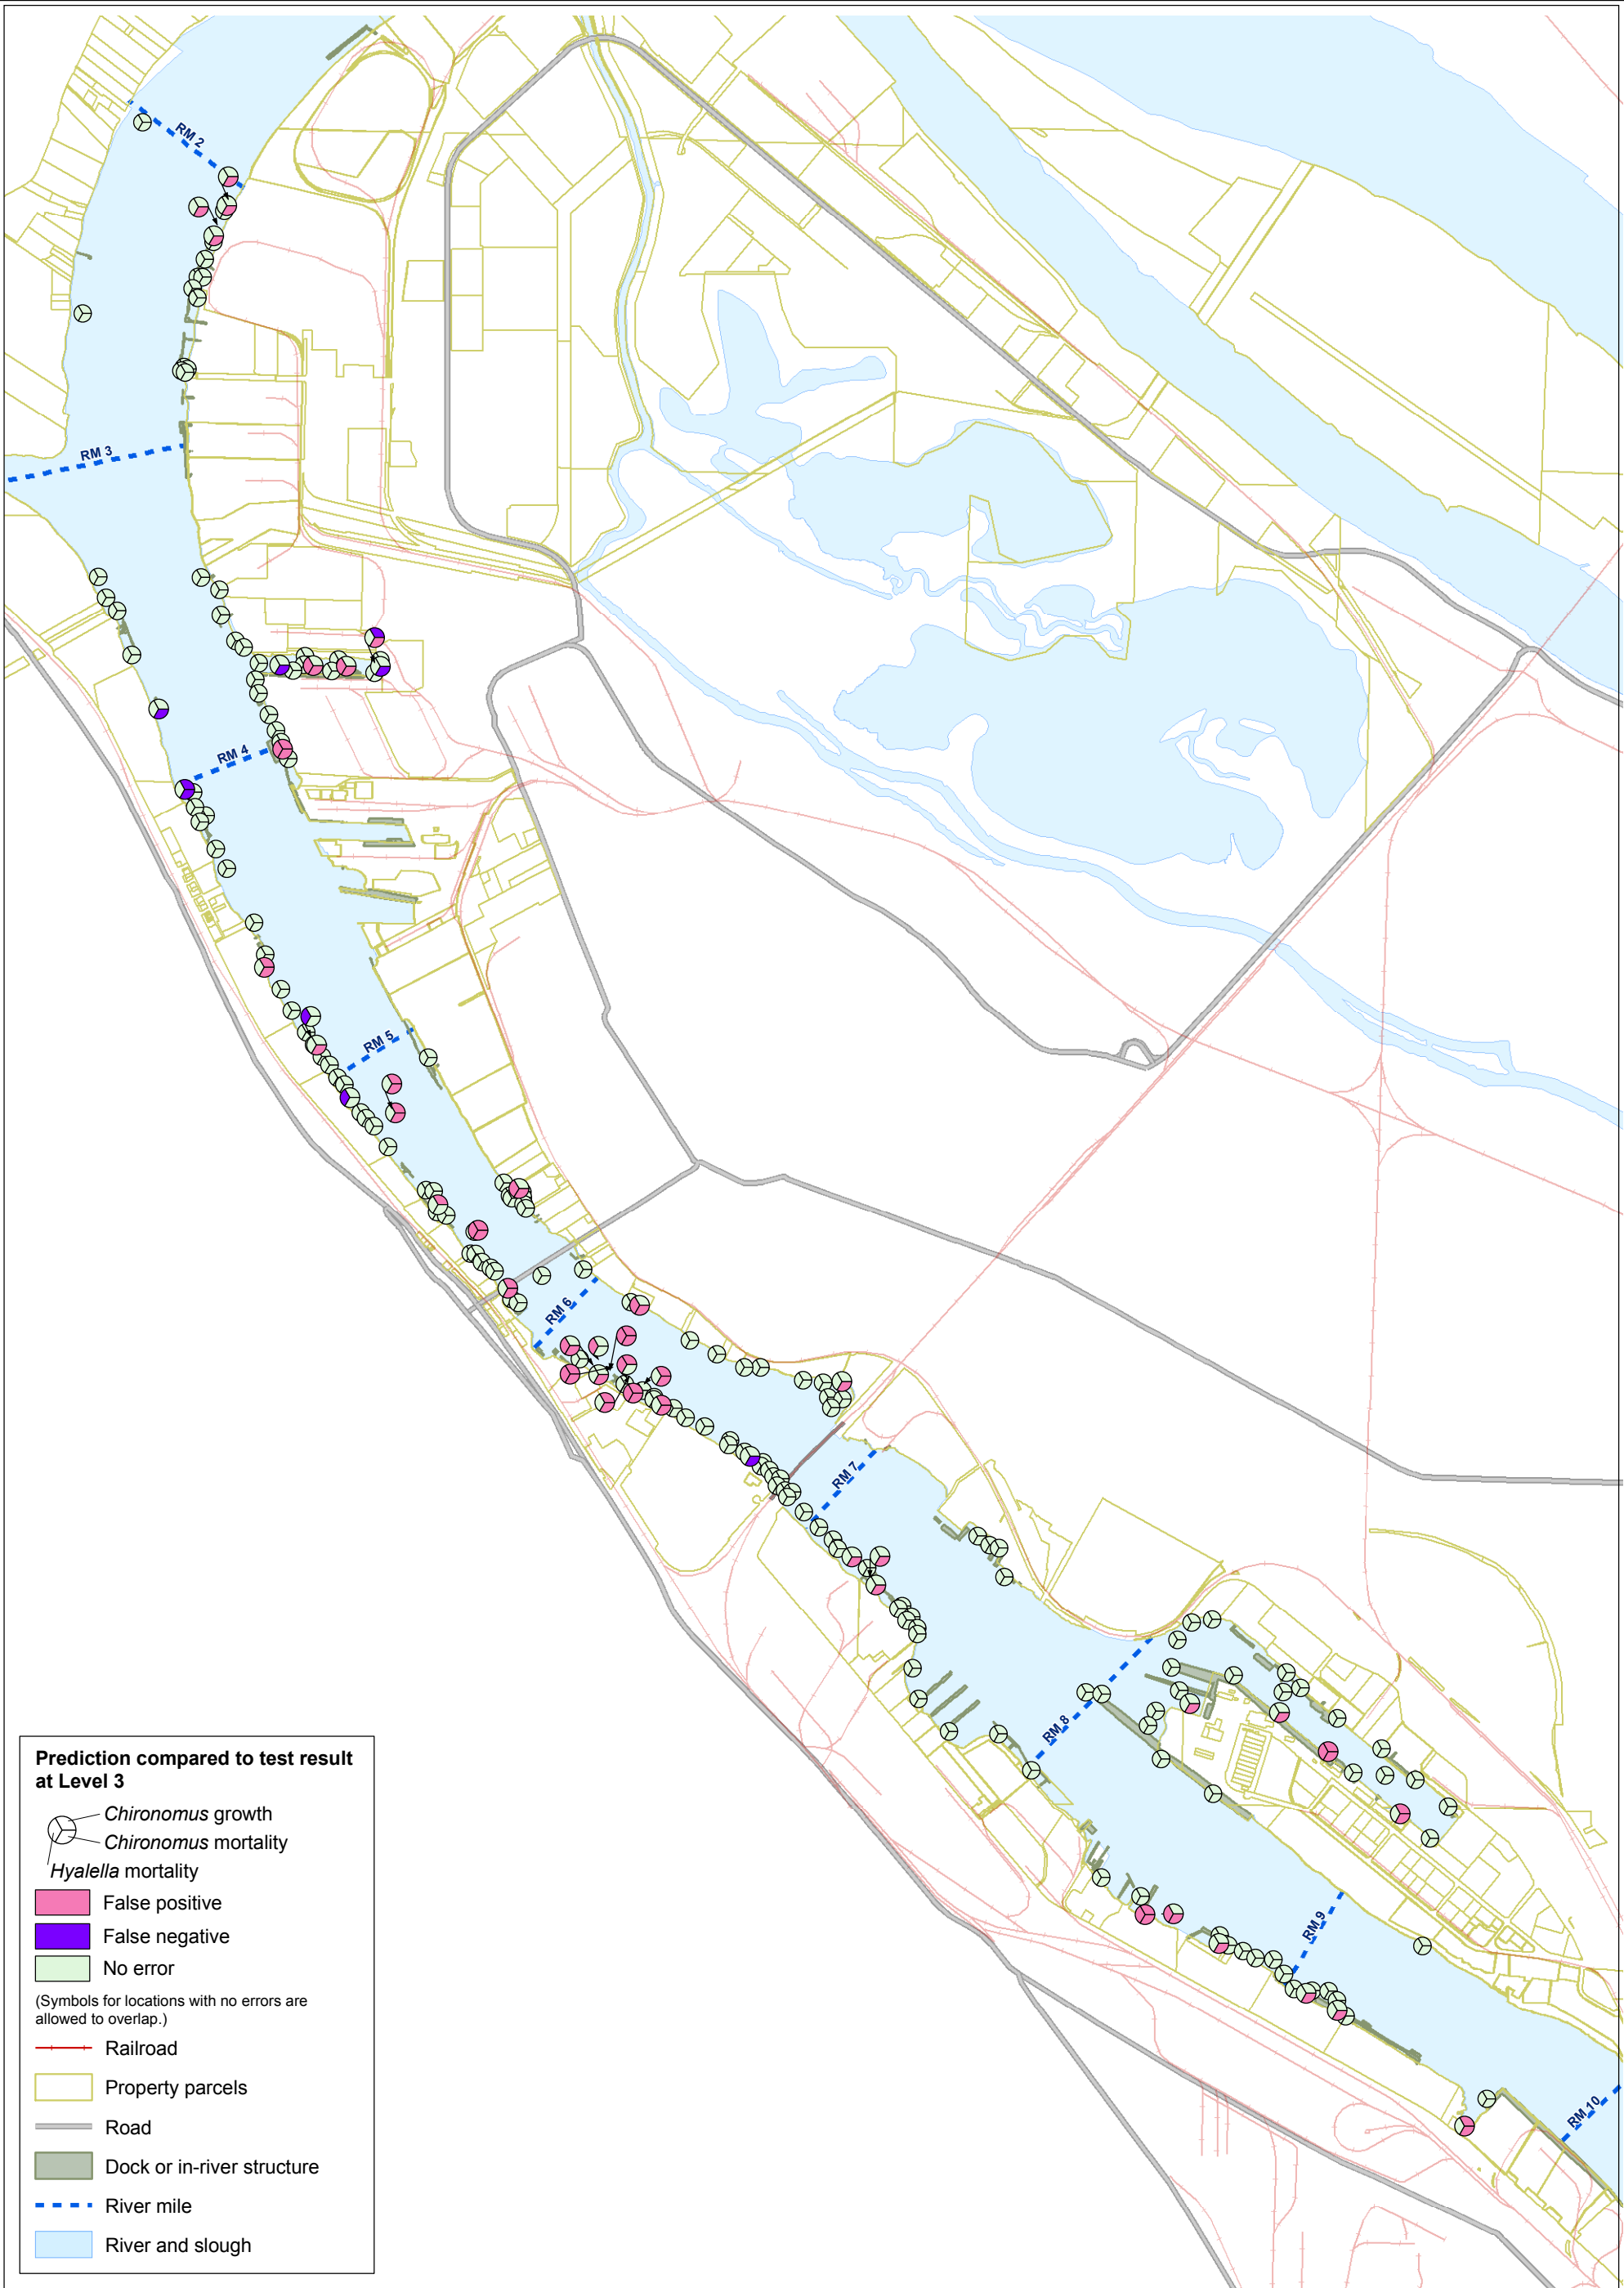 RM 2
RM 3
RM 4
RM 5
RM 6
RM 7
RM 8
RM 9
RM 10
Prediction compared to test result
at Level 3
Chironomus growth
Chironomus mortality
Hyalella mortality
False positive
False negative
No error
(Symbols for locations with no errors are
allowed to overlap.)
Railroad
Property parcels
Road
Dock or in-river structure
River mile
River and slough